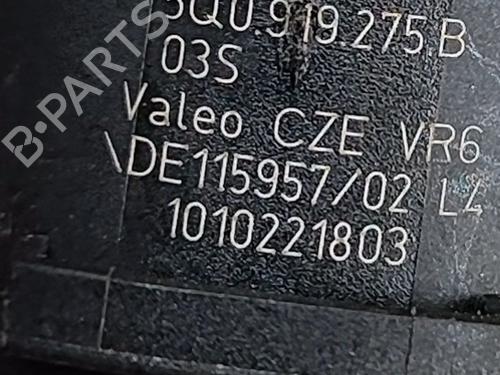 5Q0.919.275 B
03S
Valeo CZE VR6
\DE115957/02 L4
1010221803
B-PARTS